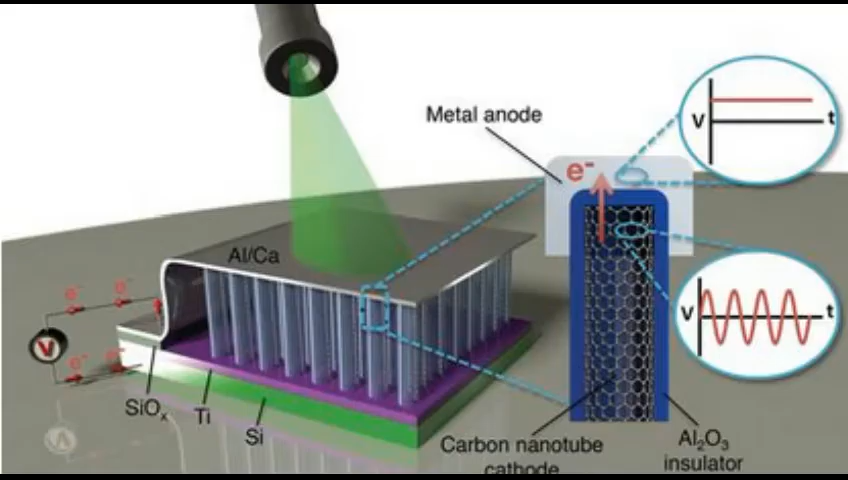 Metal anode
V
t
e-
Al/Ca
e-
e-
V
t
V
e-
e-
SiOx
Ti
Si
Carbon nanotube
cathode
Al2O3
insulator